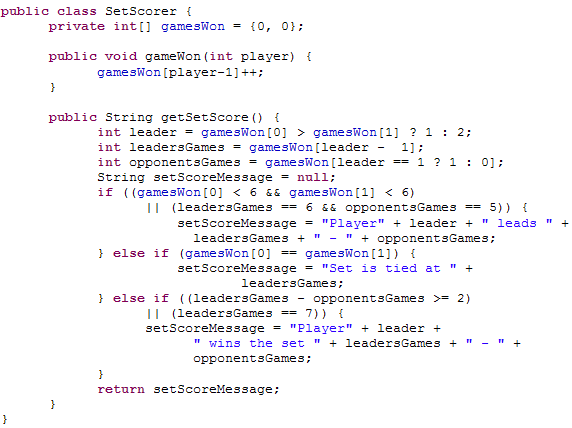 public class SetScorer {
private int[] gamesWon = {0, 0};
public void gameWon(int player) {
gamesWon[player-1]++;
}
public String getSetScore() {
int leader = gamesWon[0] > gamesWon[1] ? 1 : 2;
int leadersGames = gamesWon[leader - 1];
int opponentsGames = gamesWon[leader == 1 ? 1 : 0];
String setScoreMessage = null;
if ((gamesWon[0] < 6 && gamesWon[1] < 6)
|| (leadersGames == 6 && opponentsGames == 5)) {
setScoreMessage = "Player" + leader + " leads " +
leadersGames + " - " + opponentsGames;
} else if (gamesWon[0] == gamesWon[1]) {
setScoreMessage = "Set is tied at " +
leadersGames;
} else if ((leadersGames - opponentsGames >= 2)
|| (leadersGames == 7)) {
setScoreMessage = "Player" + leader +
" wins the set " + leadersGames + " - " +
opponentsGames;
}
return setScoreMessage;
}
}